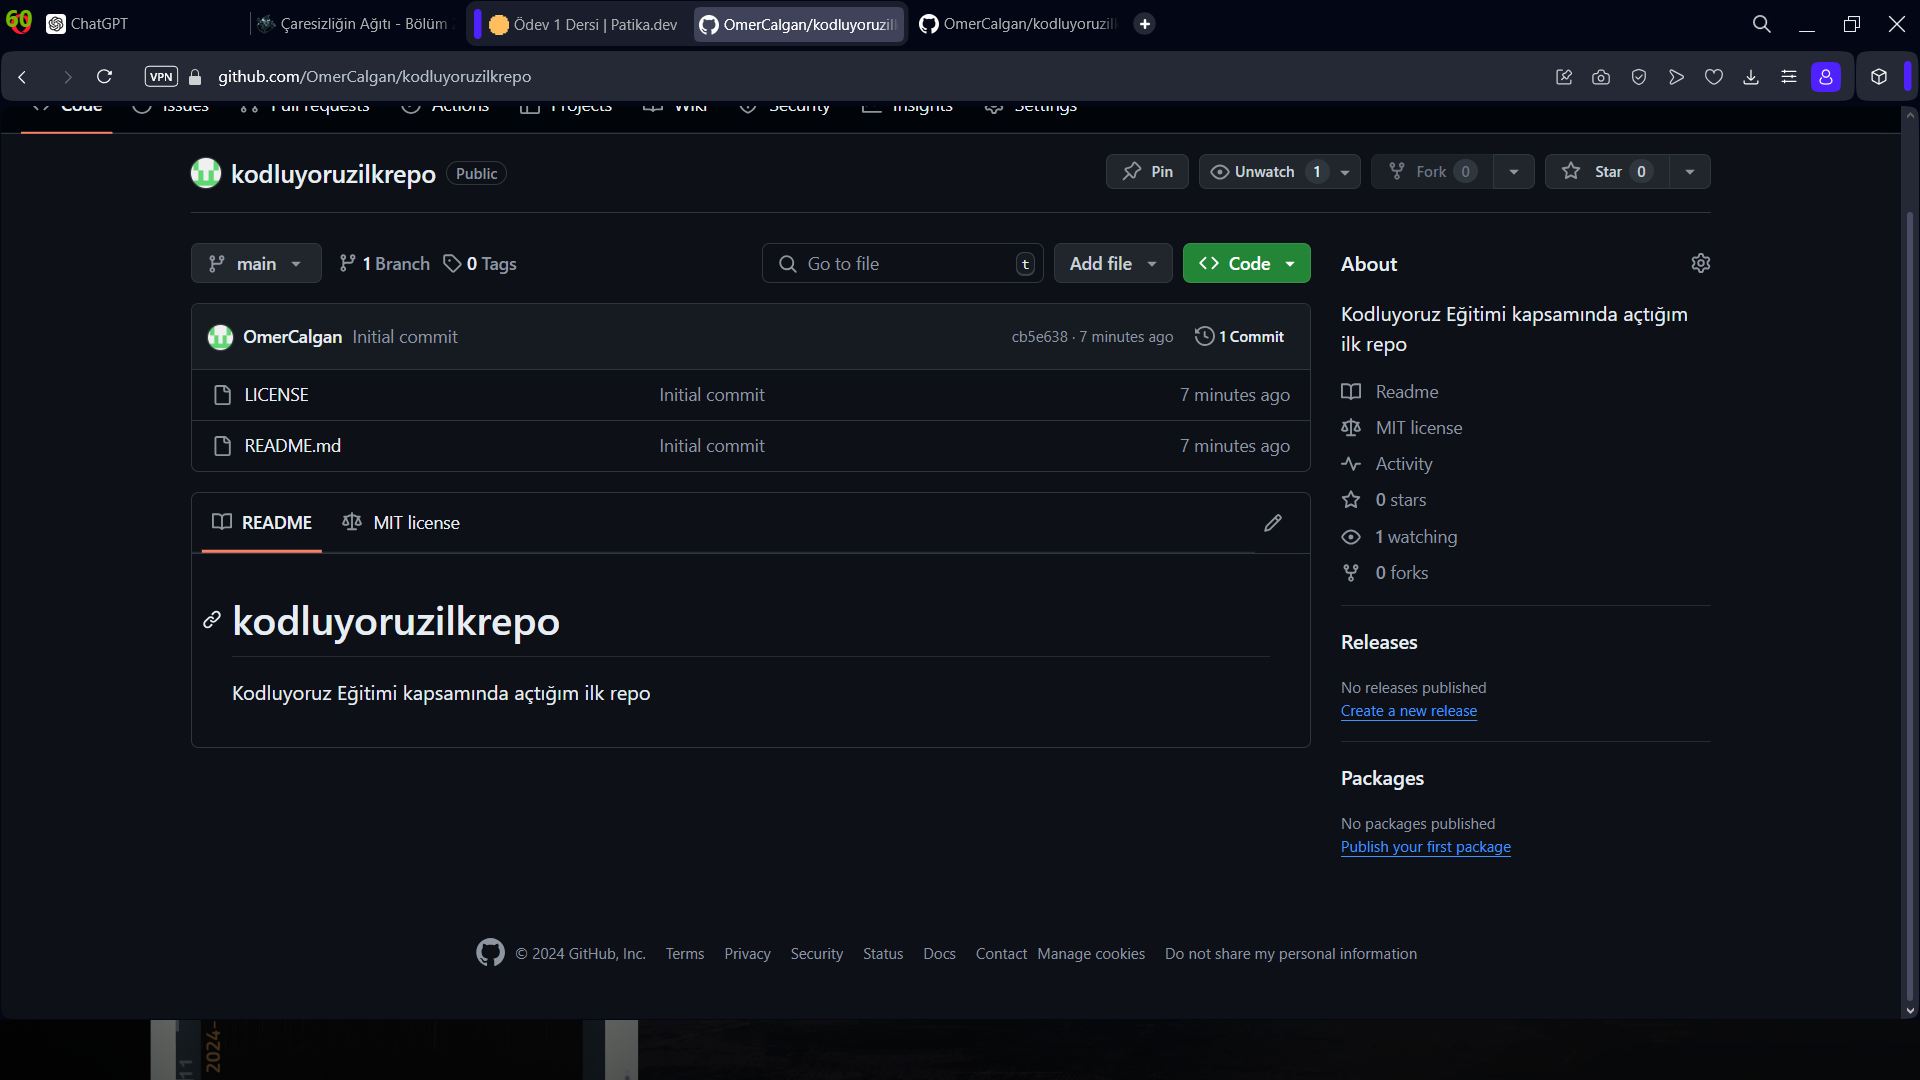 60
ChatGPT
Çaresizliğin Ağıtı - Bölüm
Ödev 1 Dersi | Patika.dev
OmerCalgan/kodluyoruzilk
OmerCalgan/kodluyoruzil
VPN
github.com/OmerCalgan/kodluyoruzilkrepo
Code
Issues
Pull requests
Actions
Projects
Wiki
Security
Insights
Settings
kodluyoruzilkrepo
Public
Pin
Unwatch 1
Fork 0
Star 0
main
1 Branch
0 Tags
Go to file
t
Add file
Code
OmerCalgan Initial commit
cb5e638 · 7 minutes ago
1 Commit
LICENSE
Initial commit
7 minutes ago
README.md
Initial commit
7 minutes ago
README
MIT license
kodluyoruzilkrepo
Kodluyoruz Eğitimi kapsamında açtığım ilk repo
About
Kodluyoruz Eğitimi kapsamında açtığım
ilk repo
Readme
MIT license
Activity
0 stars
1 watching
0 forks
Releases
No releases published
Create a new release
Packages
No packages published
Publish your first package
© 2024 GitHub, Inc.
Terms
Privacy
Security
Status
Docs
Contact
Manage cookies
Do not share my personal information
2024-
11